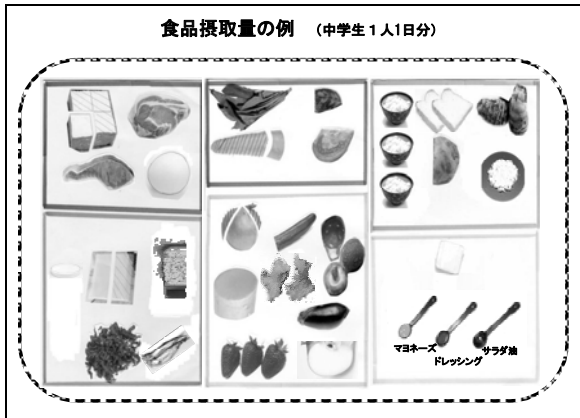 食品摂取量の例 (中学生1人1日分)
マヨネーズ
ドレッシング
サラダ油